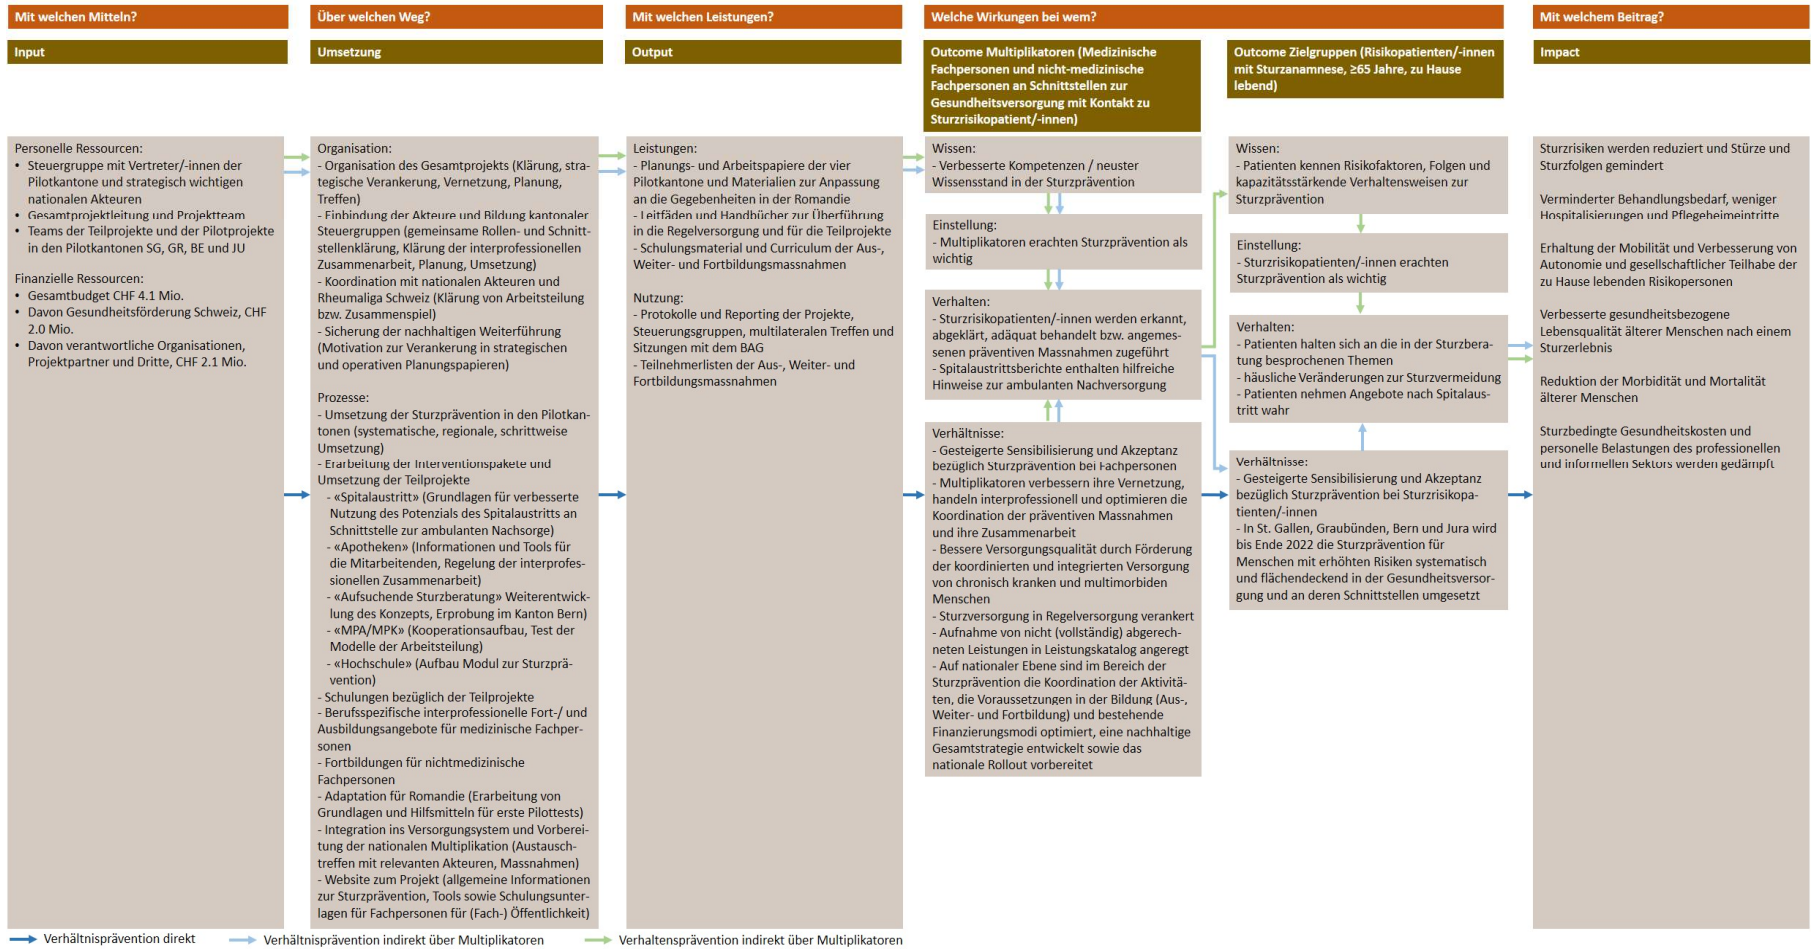 Mit welchen Mitteln?
Input
Personelle Ressourcen:
• Steuergruppe mit Vertreter/-innen der
Pilotkantone und strategisch wichtigen
nationalen Akteuren
• Gesamtprojektleitung und Projektteam
• Teams der Teilprojekte und der Pilotprojekte
in den Pilotkantonen SG, GR, BE und JU
Finanzielle Ressourcen:
• Gesamtbudget CHF 4.1 Mio.
• Davon Gesundheitsförderung Schweiz, CHF
2.0 Mio.
• Davon verantwortliche Organisationen,
Projektpartner und Dritte, CHF 2.1 Mio.
Über welchen Weg?
Umsetzung
Organisation:
- Organisation des Gesamtprojekts (Klärung, stra-
tegische Verankerung, Vernetzung, Planung,
Treffen)
- Einbindung der Akteure und Bildung kantonaler
Steuergruppen (gemeinsame Rollen- und Schnitt-
stellenklärung, Klärung der interprofessionellen
Zusammenarbeit, Planung, Umsetzung)
- Koordination mit nationalen Akteuren und
Rheumaliga Schweiz (Klärung von Arbeitsteilung
bzw. Zusammenspiel)
- Sicherung der nachhaltigen Weiterführung
(Motivation zur Verankerung in strategischen
und operativen Planungspapieren)
Prozesse:
- Umsetzung der Sturzprävention in den Pilotkan-
tonen (systematische, regionale, schrittweise
Umsetzung)
- Erarbeitung der Interventionspakete und
Umsetzung der Teilprojekte
- «Spitalaustritt» (Grundlagen für verbesserte
Nutzung des Potenzials des Spitalaustritts an
Schnittstelle zur ambulanten Nachsorge)
- «Apotheken» (Informationen und Tools für
die Mitarbeitenden, Regelung der interprofes-
sionellen Zusammenarbeit)
- «Aufsuchende Sturzberatung» Weiterentwick-
lung des Konzepts, Erprobung im Kanton Bern)
- «MPA/MPK» (Kooperationsaufbau, Test der
Modelle der Arbeitsteilung)
- «Hochschule» (Aufbau Modul zur Sturzprä-
vention)
- Schulungen bezüglich der Teilprojekte
- Berufsspezifische interprofessionelle Fort-/ und
Ausbildungsangebote für medizinische Fachper-
sonen
- Fortbildungen für nichtmedizinische
Fachpersonen
- Adaptation für Romandie (Erarbeitung von
Grundlagen und Hilfsmitteln für erste Pilottests)
- Integration ins Versorgungsystem und Vorberei-
tung der nationalen Multiplikation (Austausch-
treffen mit relevanten Akteuren, Massnahmen)
- Website zum Projekt (allgemeine Informationen
zur Sturzprävention, Tools sowie Schulungsunter-
lagen für Fachpersonen für (Fach-) Öffentlichkeit)
Mit welchen Leistungen?
Output
Leistungen:
- Planungs- und Arbeitspapiere der vier
Pilotkantone und Materialien zur Anpassung
an die Gegebenheiten in der Romandie
- Leitfäden und Handbücher zur Überführung
in die Regelversorgung und für die Teilprojekte
- Schulungsmaterial und Curriculum der Aus-,
Weiter- und Fortbildungsmassnahmen
Nutzung:
- Protokolle und Reporting der Projekte,
Steuerungsgruppen, multilateralen Treffen und
Sitzungen mit dem BAG
- Teilnehmerlisten der Aus-, Weiter- und
Fortbildungsmassnahmen
Welche Wirkungen bei wem?
Outcome Multiplikatoren (Medizinische
Fachpersonen und nicht-medizinische
Fachpersonen an Schnittstellen zur
Gesundheitsversorgung mit Kontakt zu
Sturzrisikopatient/-innen)
Wissen:
- Verbesserte Kompetenzen / neuster
Wissensstand in der Sturzprävention
Einstellung:
- Multiplikatoren erachten Sturzprävention als
wichtig
Verhalten:
- Sturzrisikopatienten/-innen werden erkannt,
abgeklärt, adäquat behandelt bzw. angemes-
senen präventiven Massnahmen zugeführt
- Spitalaustrittsberichte enthalten hilfreiche
Hinweise zur ambulanten Nachversorgung
Verhältnisse:
- Gesteigerte Sensibilisierung und Akzeptanz
bezüglich Sturzprävention bei Fachpersonen
- Multiplikatoren verbessern ihre Vernetzung,
handeln interprofessionell und optimieren die
Koordination der präventiven Massnahmen
und ihre Zusammenarbeit
- Bessere Versorgungsqualität durch Förderung
der koordinierten und integrierten Versorgung
von chronisch kranken und multimorbiden
Menschen
- Sturzversorgung in Regelversorgung verankert
- Aufnahme von nicht (vollständig) abgerech-
neten Leistungen in Leistungskatalog angeregt
- Auf nationaler Ebene sind im Bereich der
Sturzprävention die Koordination der Aktivitä-
ten, die Voraussetzungen in der Bildung (Aus-,
Weiter- und Fortbildung) und bestehende
Finanzierungsmodi optimiert, eine nachhaltige
Gesamtstrategie entwickelt sowie das
nationale Rollout vorbereitet
Outcome Zielgruppen (Risikopatienten/-innen
mit Sturzanamnese, ≥65 Jahre, zu Hause
lebend)
Wissen:
- Patienten kennen Risikofaktoren, Folgen und
kapazitätsstärkende Verhaltensweisen zur
Sturzprävention
Einstellung:
- Sturzrisikopatienten/-innen erachten
Sturzprävention als wichtig
Verhalten:
- Patienten halten sich an die in der Sturzbera-
tung besprochenen Themen
- häusliche Veränderungen zur Sturzvermeidung
- Patienten nehmen Angebote nach Spitalaus-
tritt wahr
Verhältnisse:
- Gesteigerte Sensibilisierung und Akzeptanz
bezüglich Sturzprävention bei Sturzrisikopa-
tienten/-innen
- In St. Gallen, Graubünden, Bern und Jura wird
bis Ende 2022 die Sturzprävention für
Menschen mit erhöhten Risiken systematisch
und flächendeckend in der Gesundheitsversor-
gung und an deren Schnittstellen umgesetzt
Mit welchem Beitrag?
Impact
Sturzrisiken werden reduziert und Stürze und
Sturzfolgen gemindert
Verminderter Behandlungsbedarf, weniger
Hospitalisierungen und Pflegeheimeintritte
Erhaltung der Mobilität und Verbesserung von
Autonomie und gesellschaftlicher Teilhabe der
zu Hause lebenden Risikopersonen
Verbesserte gesundheitsbezogene
Lebensqualität älterer Menschen nach einem
Sturzerlebnis
Reduktion der Morbidität und Mortalität
älterer Menschen
Sturzbedingte Gesundheitskosten und
personelle Belastungen des professionellen
und informellen Sektors werden gedämpft
Verhältnisprävention direkt
Verhältnisprävention indirekt über Multiplikatoren
Verhaltensprävention indirekt über Multiplikatoren